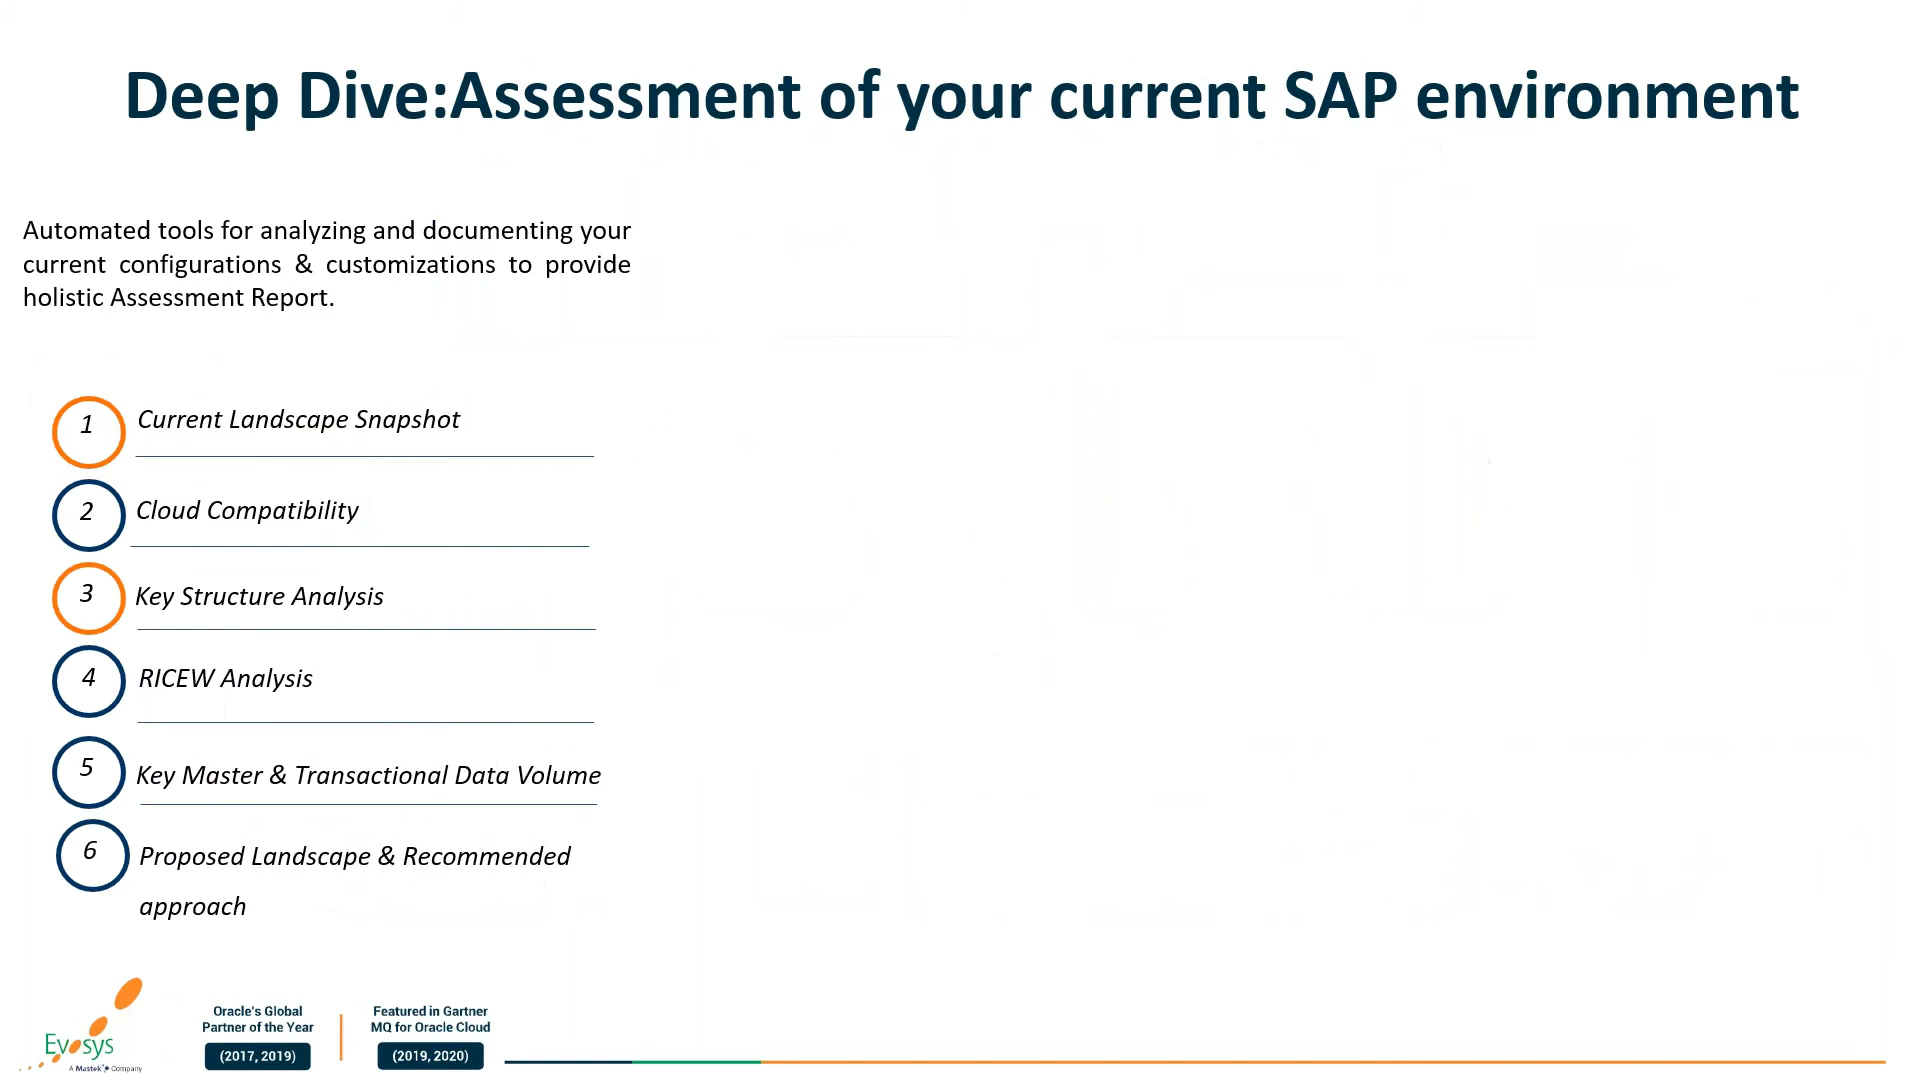 Deep Dive:Assessment of your current SAP environment
Automated tools for analyzing and documenting your
current configurations & customizations to provide
holistic Assessment Report.
1 Current Landscape Snapshot
2 Cloud Compatibility
3 Key Structure Analysis
4 RICEW Analysis
5 Key Master & Transactional Data Volume
6 Proposed Landscape & Recommended
approach
Evosys
A Mastek Company
Oracle's Global
Partner of the Year
(2017, 2019)
Featured in Gartner
MQ for Oracle Cloud
(2019, 2020)